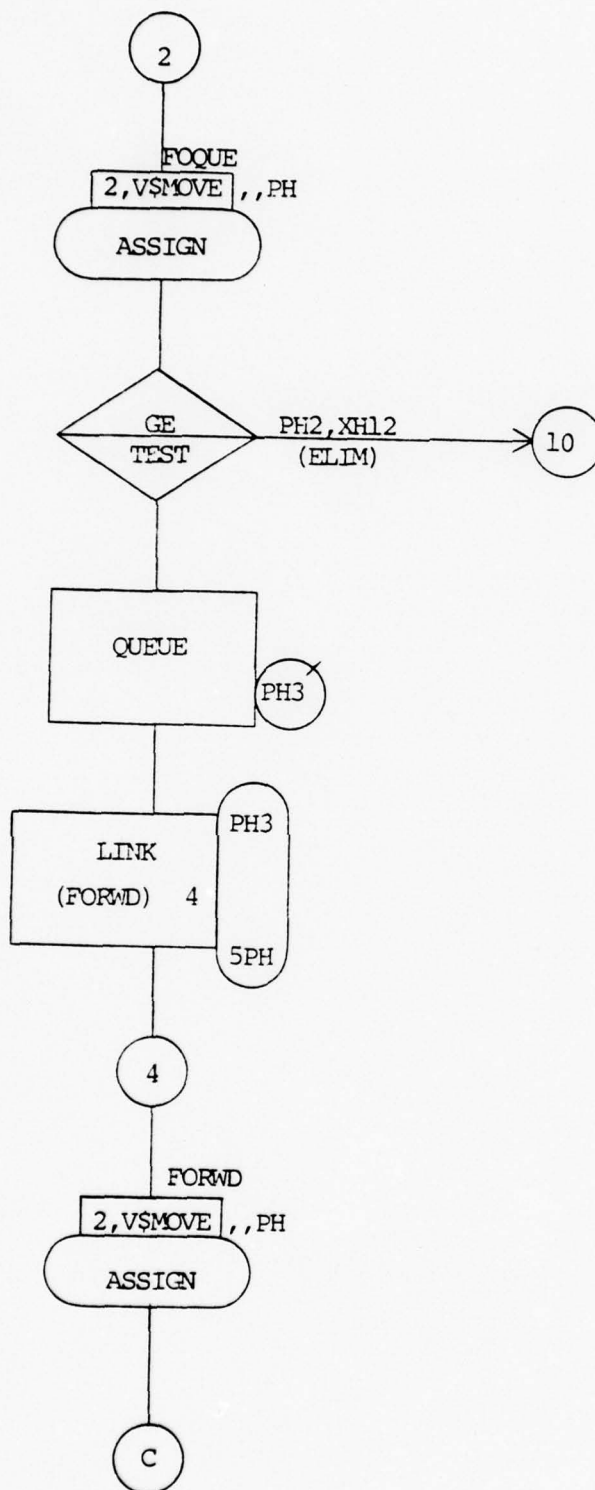 2
FOQUE
2,V$MOVE ,,PH
ASSIGN
GE
TEST
PH2,XH12
(ELIM)
10
QUEUE
PH3
LINK
(FORWD) 4
PH3
5PH
4
FORWD
2,V$MOVE ,,PH
ASSIGN
C